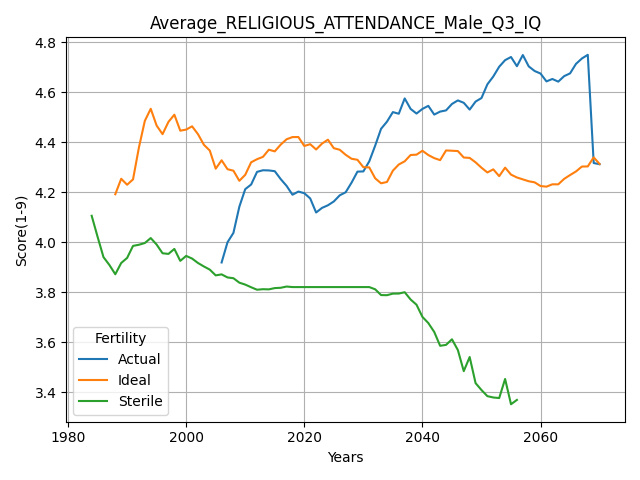 Average_RELIGIOUS_ATTENDANCE_Male_Q3_IQ
Score(1-9)
4.8
4.6
4.4
4.2
4.0
3.8
3.6
3.4
Fertility
Actual
Ideal
Sterile
1980 2000 2020 2040 2060
Years